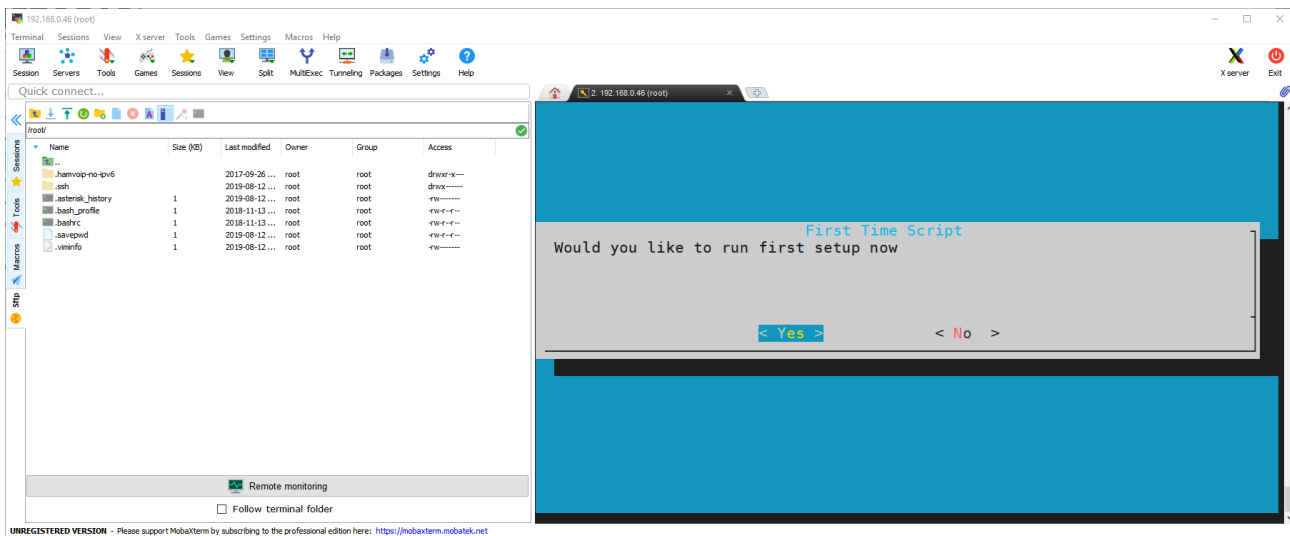 192.168.0.46 (root)
Terminal Sessions View X server Tools Games Settings Macros Help
Session Servers Tools Games Sessions View Split MultiExec Tunneling Packages Settings Help X server Exit
Quick connect...
2. 192.168.0.46 (root)
/root/
Name Size (KB) Last modified Owner Group Access
..
.hamvoip-no-ipv6 2017-09-26 ... root root drwxr-x---
.ssh 2019-08-12 ... root root drwx------
.asterisk_history 1 2019-08-12 ... root root -rw-------
.bash_profile 1 2018-11-13 ... root root -rw-r--r--
.bashrc 1 2018-11-13 ... root root -rw-r--r--
.savepwd 1 2019-08-12 ... root root -rw-r--r--
.viminfo 1 2019-08-12 ... root root -rw-------
Sessions
Tools
Macros
Sftp
First Time Script
Would you like to run first setup now
< Yes > < No >
Remote monitoring
Follow terminal folder
UNREGISTERED VERSION - Please support MobaXterm by subscribing to the professional edition here: https://mobaxterm.mobatek.net